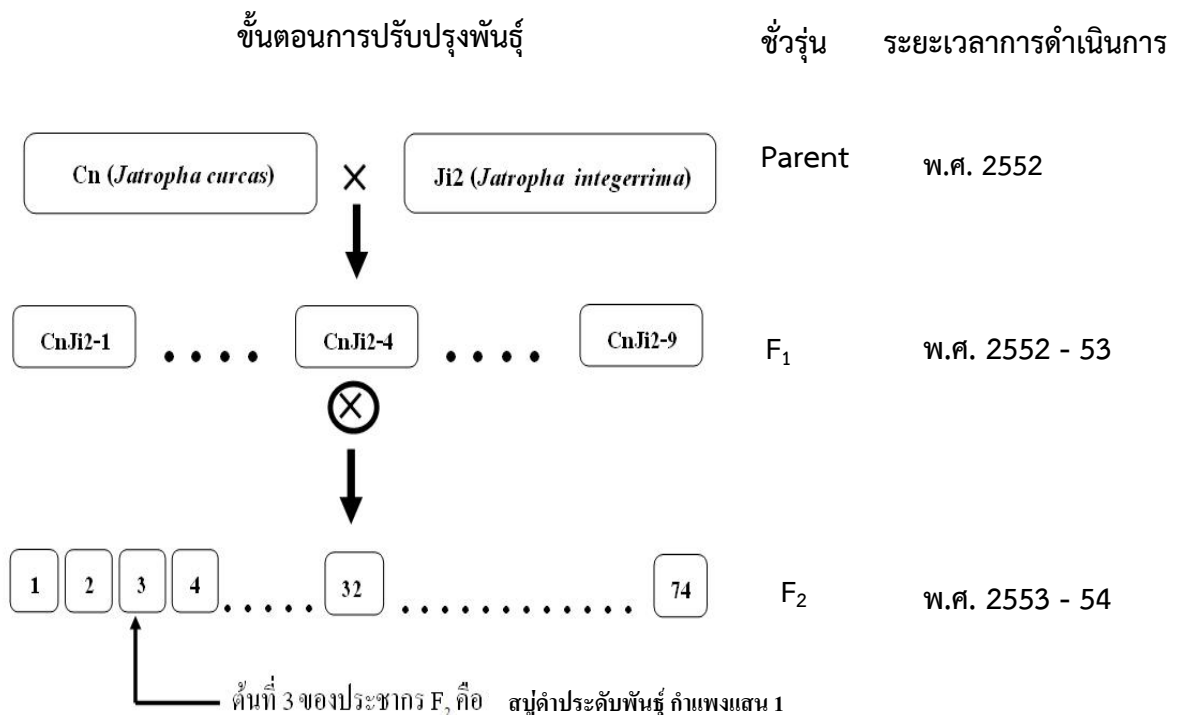 ขั้นตอนการปรับปรุงพันธุ์ ชั่วรุ่น ระยะเวลาการดำเนินการ
Cn (Jatropha curcas) × Ji2 (Jatropha integerrima) Parent พ.ศ. 2552
CnJi2-1 .... CnJi2-4 .... CnJi2-9 F₁ พ.ศ. 2552 - 53
×
1 2 3 4 ..... 32 ............ 74 F₂ พ.ศ. 2553 - 54
ต้นที่ 3 ของประชากร F₂ คือ สบู่ดำประดับพันธุ์ กำแพงแสน 1